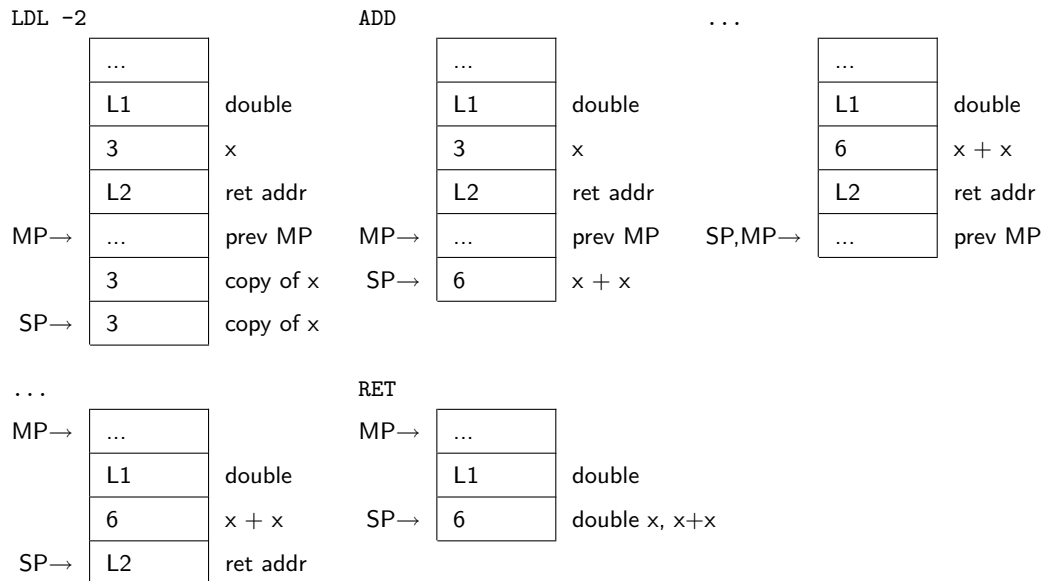 LDL -2 ADD ...
... ... ...
L1 double L1 double L1 double
3 x 3 x 6 x + x
L2 ret addr L2 ret addr L2 ret addr
MP→ ... prev MP MP→ ... prev MP SP,MP→ ... prev MP
3 copy of x SP→ 6 x + x
SP→ 3 copy of x
... RET
MP→ ... MP→ ...
L1 double L1 double
6 x + x SP→ 6 double x, x+x
SP→ L2 ret addr